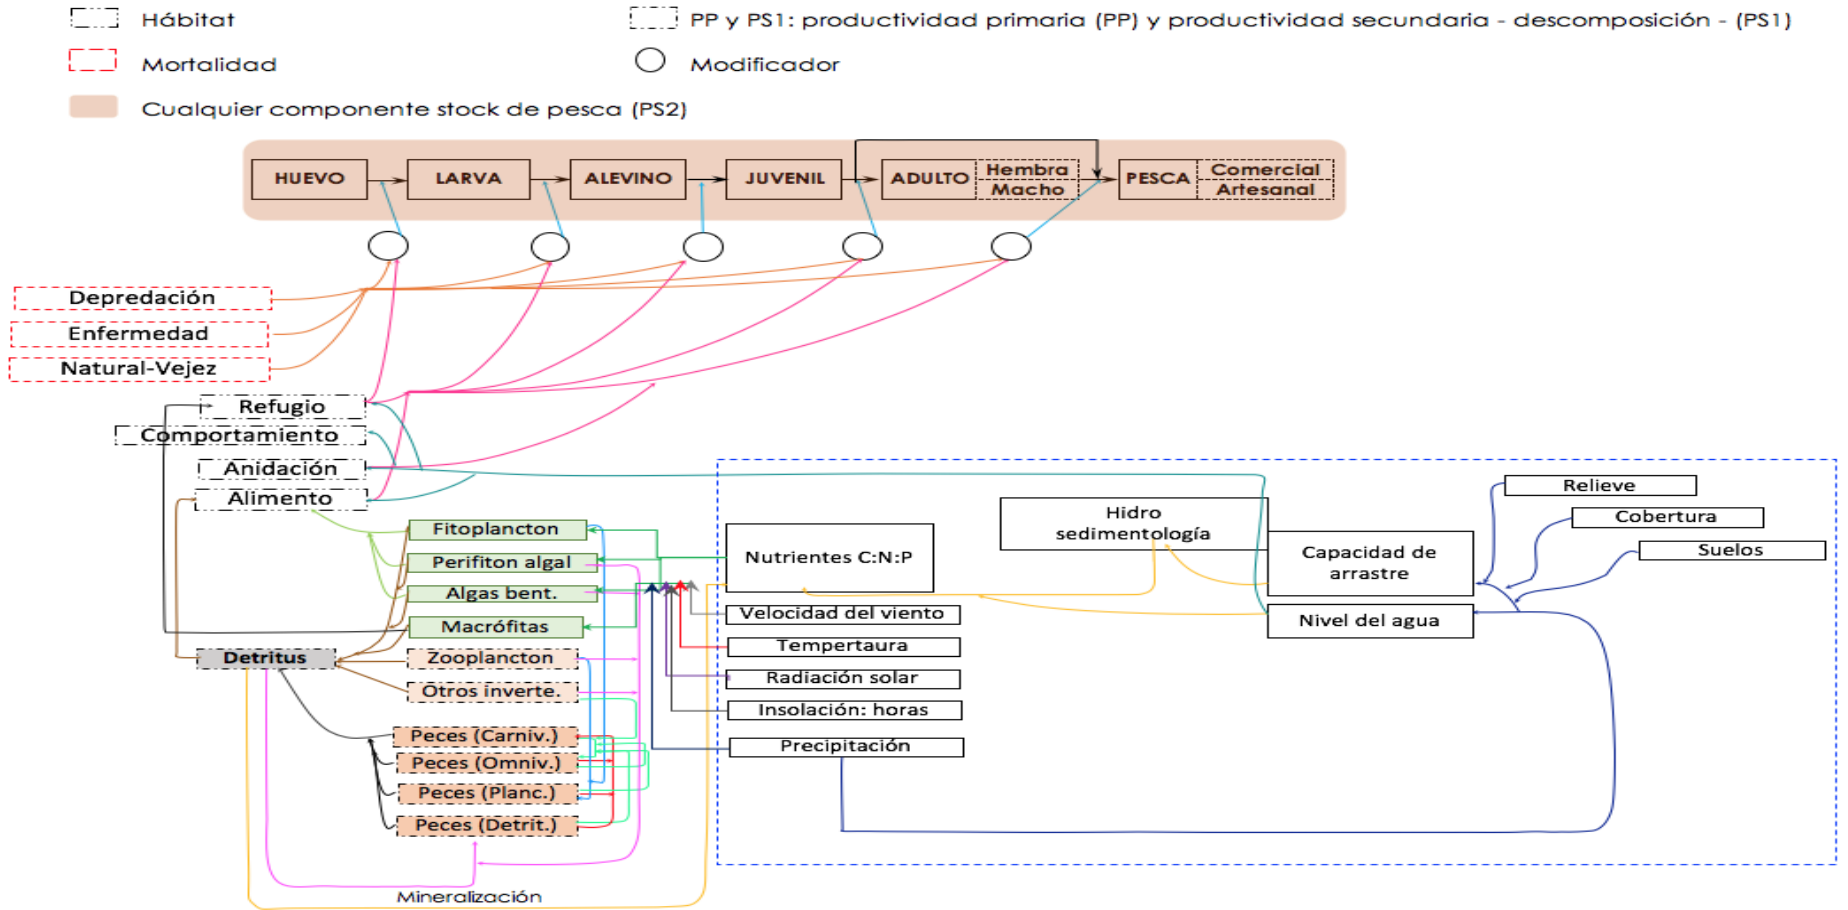 Hábitat
PP y PS1: productividad primaria (PP) y productividad secundaria - descomposición - (PS1)
Mortalidad
Modificador
Cualquier componente stock de pesca (PS2)
HUEVO
LARVA
ALEVINO
JUVENIL
ADULTO
Hembra
Macho
PESCA
Comercial
Artesanal
Depredación
Enfermedad
Natural-Vejez
Refugio
Comportamiento
Anidación
Alimento
Fitoplancton
Perifiton algal
Algas bent.
Macrófitas
Detritus
Zooplancton
Otros inverte.
Peces (Carniv.)
Peces (Omniv.)
Peces (Planc.)
Peces (Detrit.)
Mineralización
Nutrientes C:N:P
Velocidad del viento
Tempertaura
Radiación solar
Insolación: horas
Precipitación
Hidro
sedimentología
Capacidad de
arrastre
Nivel del agua
Relieve
Cobertura
Suelos